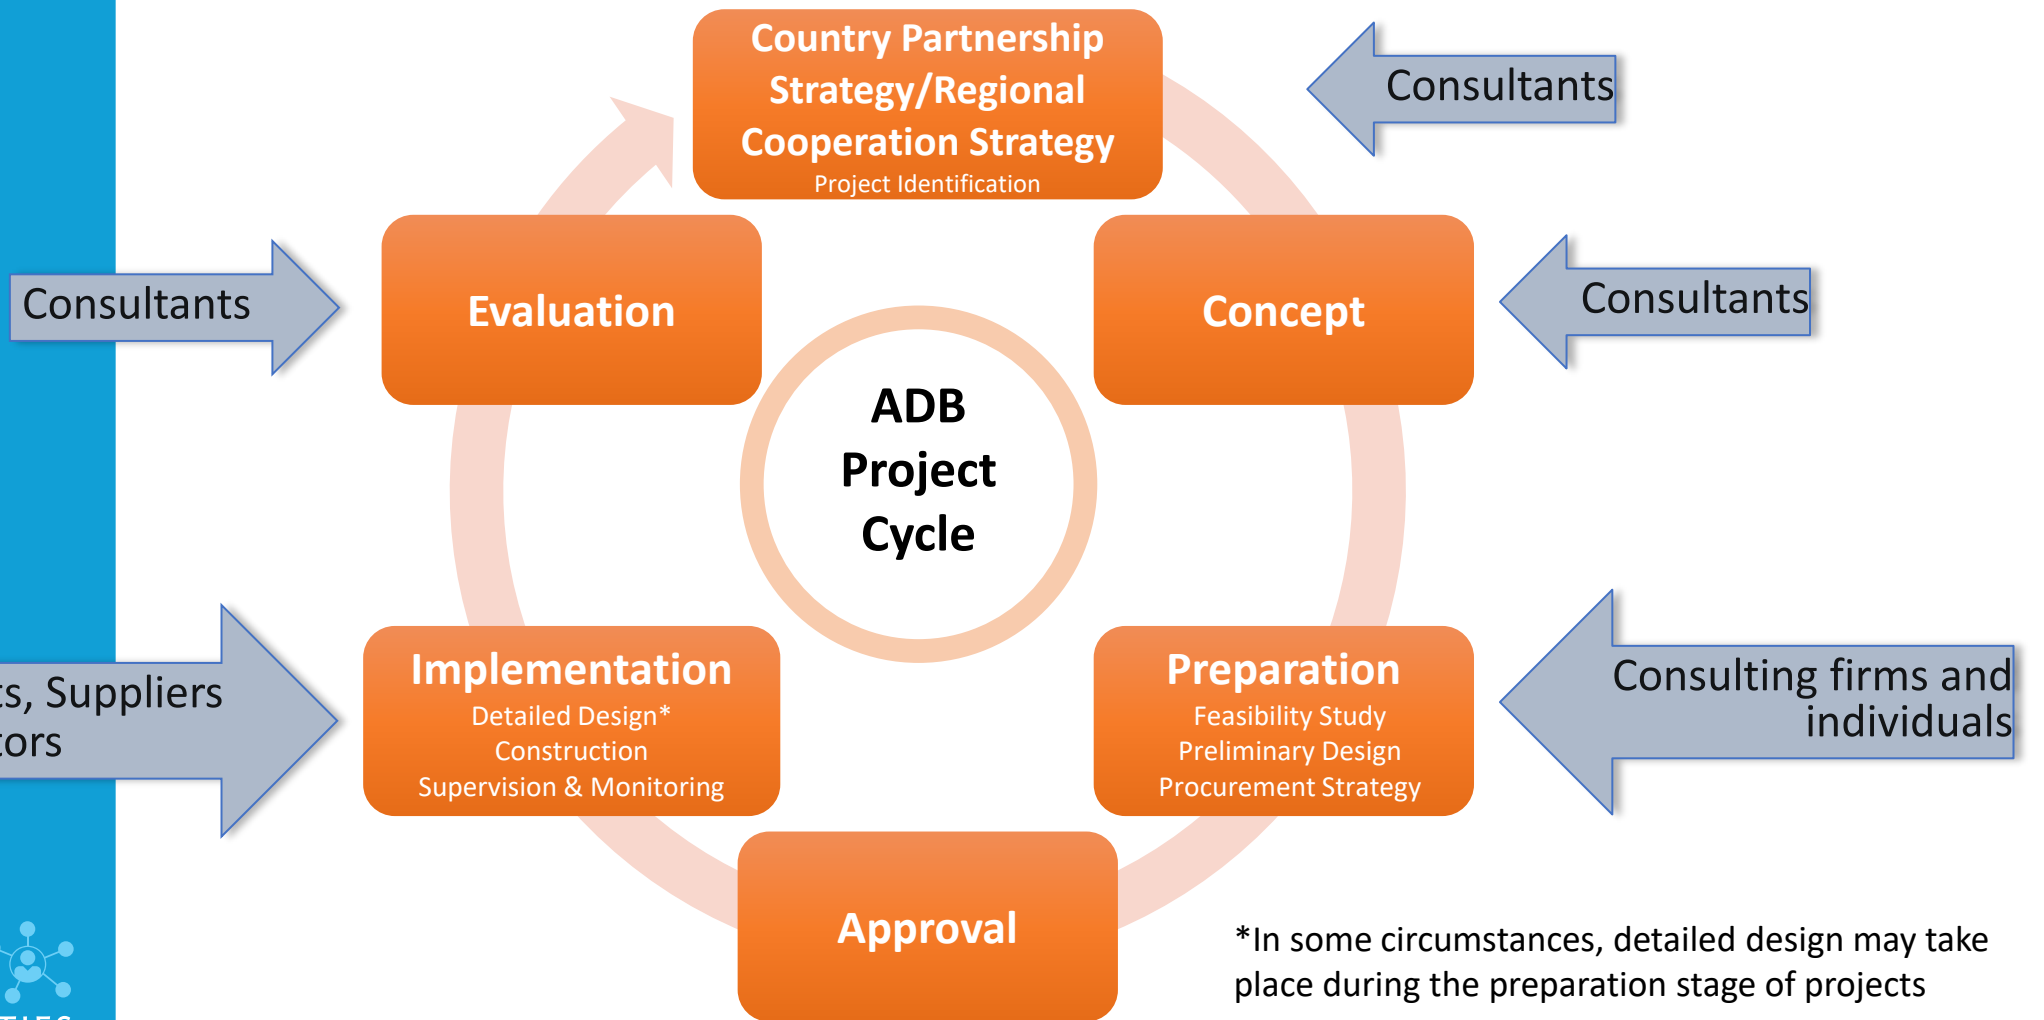 Country Partnership
Strategy/Regional
Cooperation Strategy
Project Identification
Consultants
Consultants
Evaluation
Concept
Consultants
ADB
Project
Cycle
Suppliers
Implementation
Detailed Design*
Construction
Supervision & Monitoring
Preparation
Feasibility Study
Preliminary Design
Procurement Strategy
Consulting firms and
individuals
Approval
*In some circumstances, detailed design may take
place during the preparation stage of projects